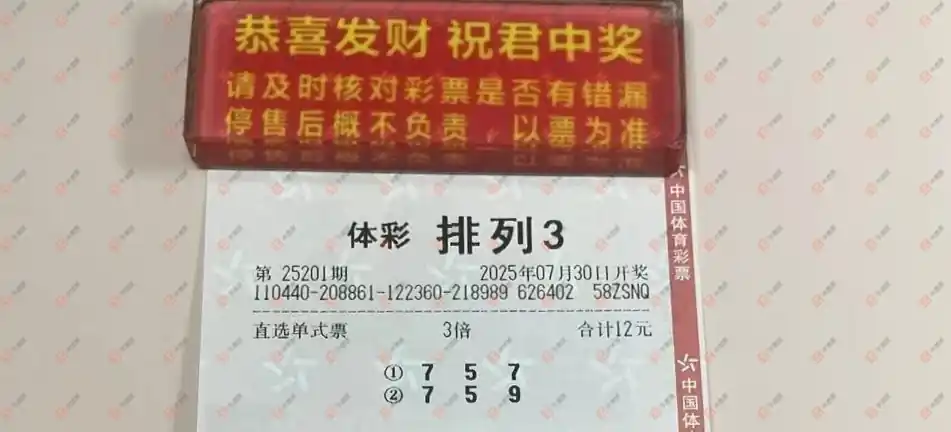 恭喜发财 祝君中奖
请及时核对彩票是否有错漏
停售后概不负责 以票为准
体彩 排列3
第 25201期 2025年07月30日开奖
110440-208861-122360-218989 626402 58ZSNQ
直选单式票 3倍 合计12元
① 7 5 7
② 7 5 9
中国体育彩票
中国体